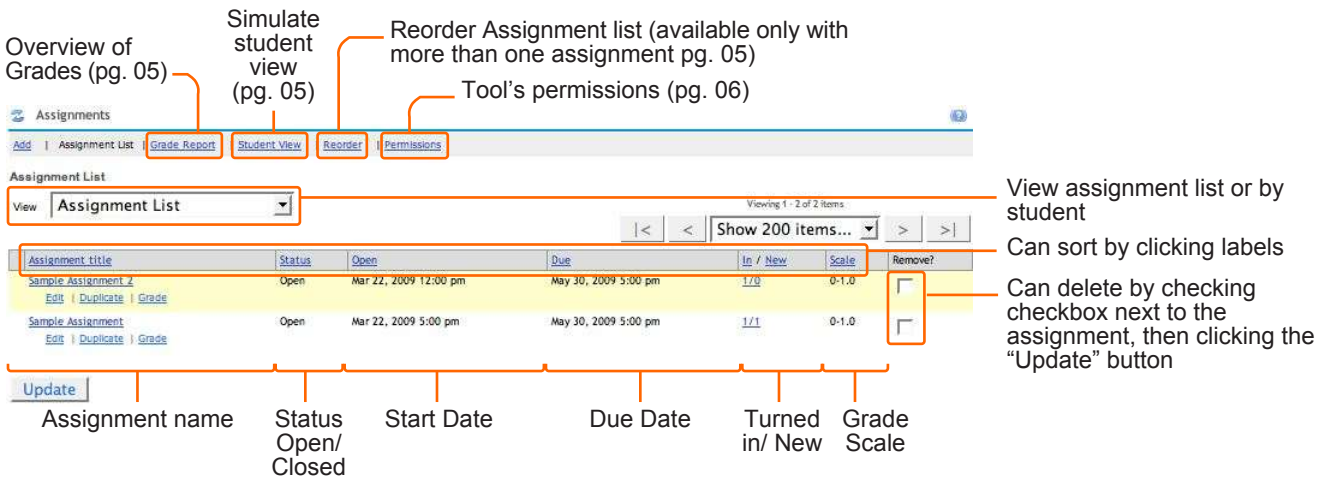 Overview of
Grades (pg. 05)
Simulate
student
view
(pg. 05)
Reorder Assignment list (available only with
more than one assignment pg. 05)
Tool's permissions (pg. 06)
Assignments
Add | Assignment List | Grade Report | Student View | Reorder | Permissions
Assignment List
View Assignment List
Viewing 1 - 2 of 2 items
|< < Show 200 items... > >|
View assignment list or by
student
Can sort by clicking labels
Assignment title Status Open Due In / New Scale Remove?
Sample Assignment 2 Open Mar 22, 2009 12:00 pm May 30, 2009 5:00 pm 1/0 0-1.0
Edit | Duplicate | Grade
Sample Assignment Open Mar 22, 2009 5:00 pm May 30, 2009 5:00 pm 1/1 0-1.0
Edit | Duplicate | Grade
Can delete by checking
checkbox next to the
assignment, then clicking the
“Update” button
Update
Assignment name
Status
Open/
Closed
Start Date
Due Date
Turned
in/ New
Grade
Scale